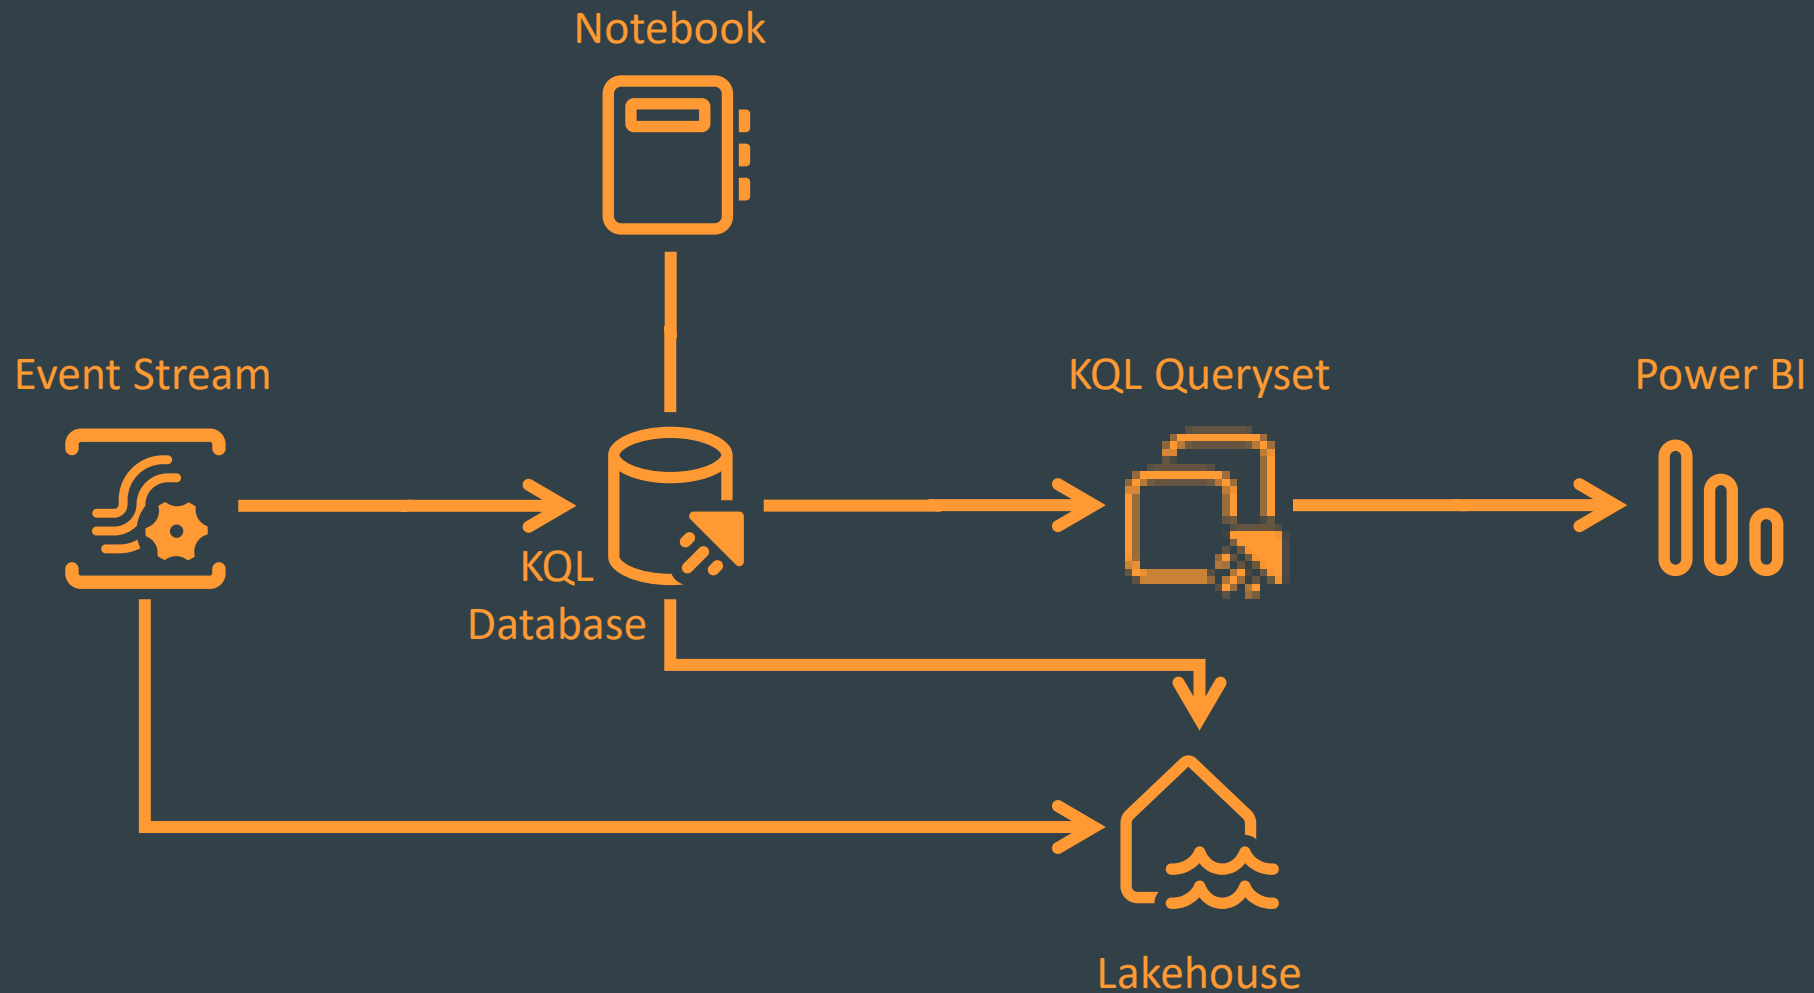 Notebook
Event Stream
KQL Queryset
Power BI
KQL
Database
Lakehouse